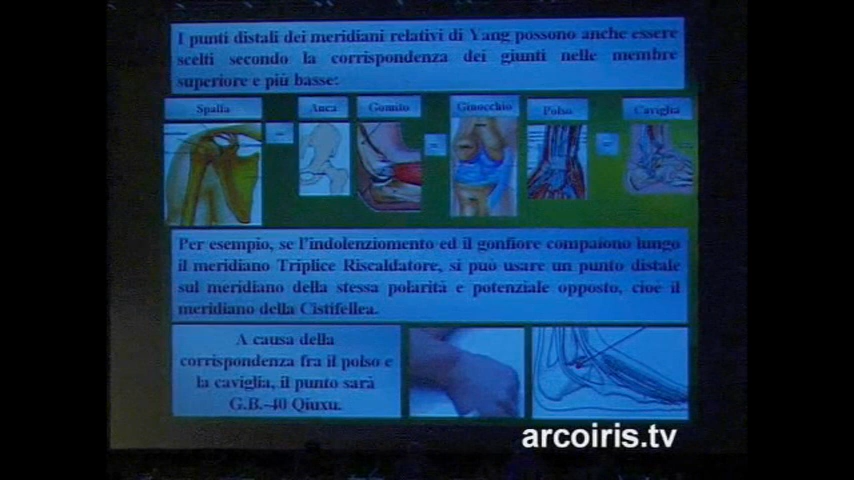 I punti distali dei meridiani relativi di Yang possono anche essere
scelti secondo la corrispondenza dei giunti nelle membre
superiore e più basse:
Spalla Anca Gomito Ginocchio Polso Caviglia
Per esempio, se l'indolenziomento ed il gonfiore compaiono lungo
il meridiano Triplice Riscaldatore, si può usare un punto distale
sul meridiano della stessa polarità e potenziale opposto, cioè il
meridiano della Cistifellea.
A causa della
corrispondenza fra il polso e
la caviglia, il punto sarà
G.B.-40 Qiuxu.
arcoiris.tv